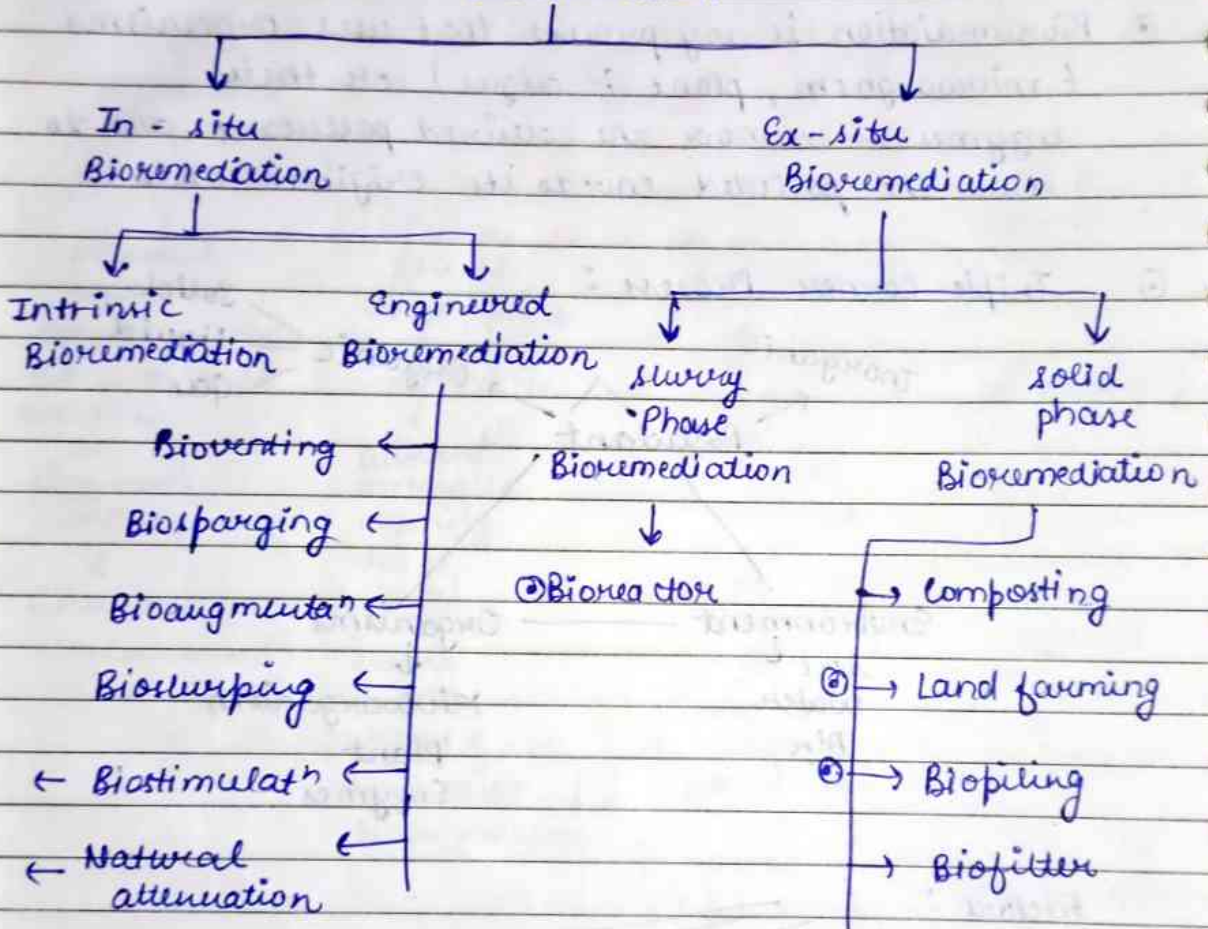 In - situ
Bioremediation
Ex-situ
Bioremediation
Intrinsic
Bioremediation
Engineered
Bioremediation
slurry
Phase
Bioremediation
solid
phase
Bioremediation
Bioventing
Biosparging
Bioaugmentaⁿ
Bioslurping
Biostimulatⁿ
Natural
attenuation
Bioreactor
Composting
Land farming
Biopiling
Biofilter